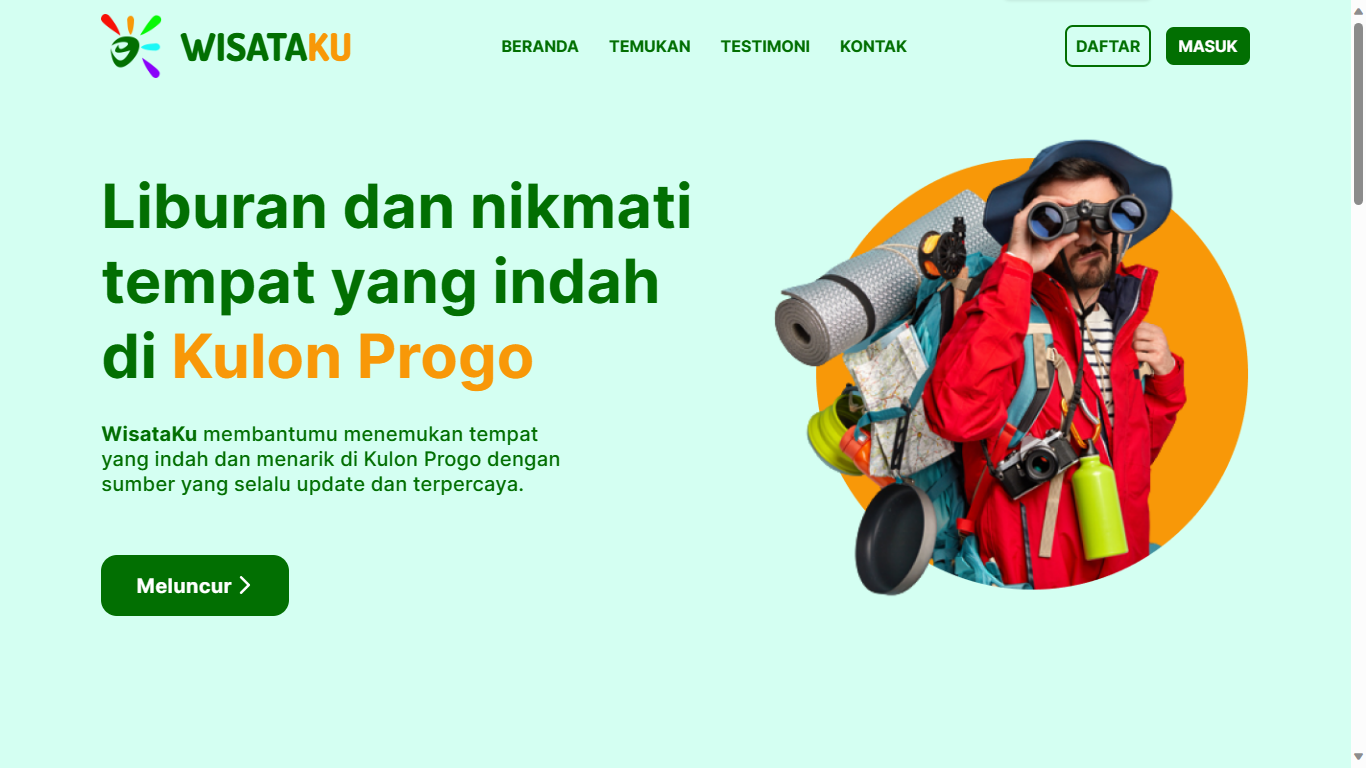 WISATAKU
BERANDA
TEMUKAN
TESTIMONI
KONTAK
DAFTAR
MASUK
Liburan dan nikmati
tempat yang indah
di Kulon Progo
WisataKu membantumu menemukan tempat
yang indah dan menarik di Kulon Progo dengan
sumber yang selalu update dan terpercaya.
Meluncur